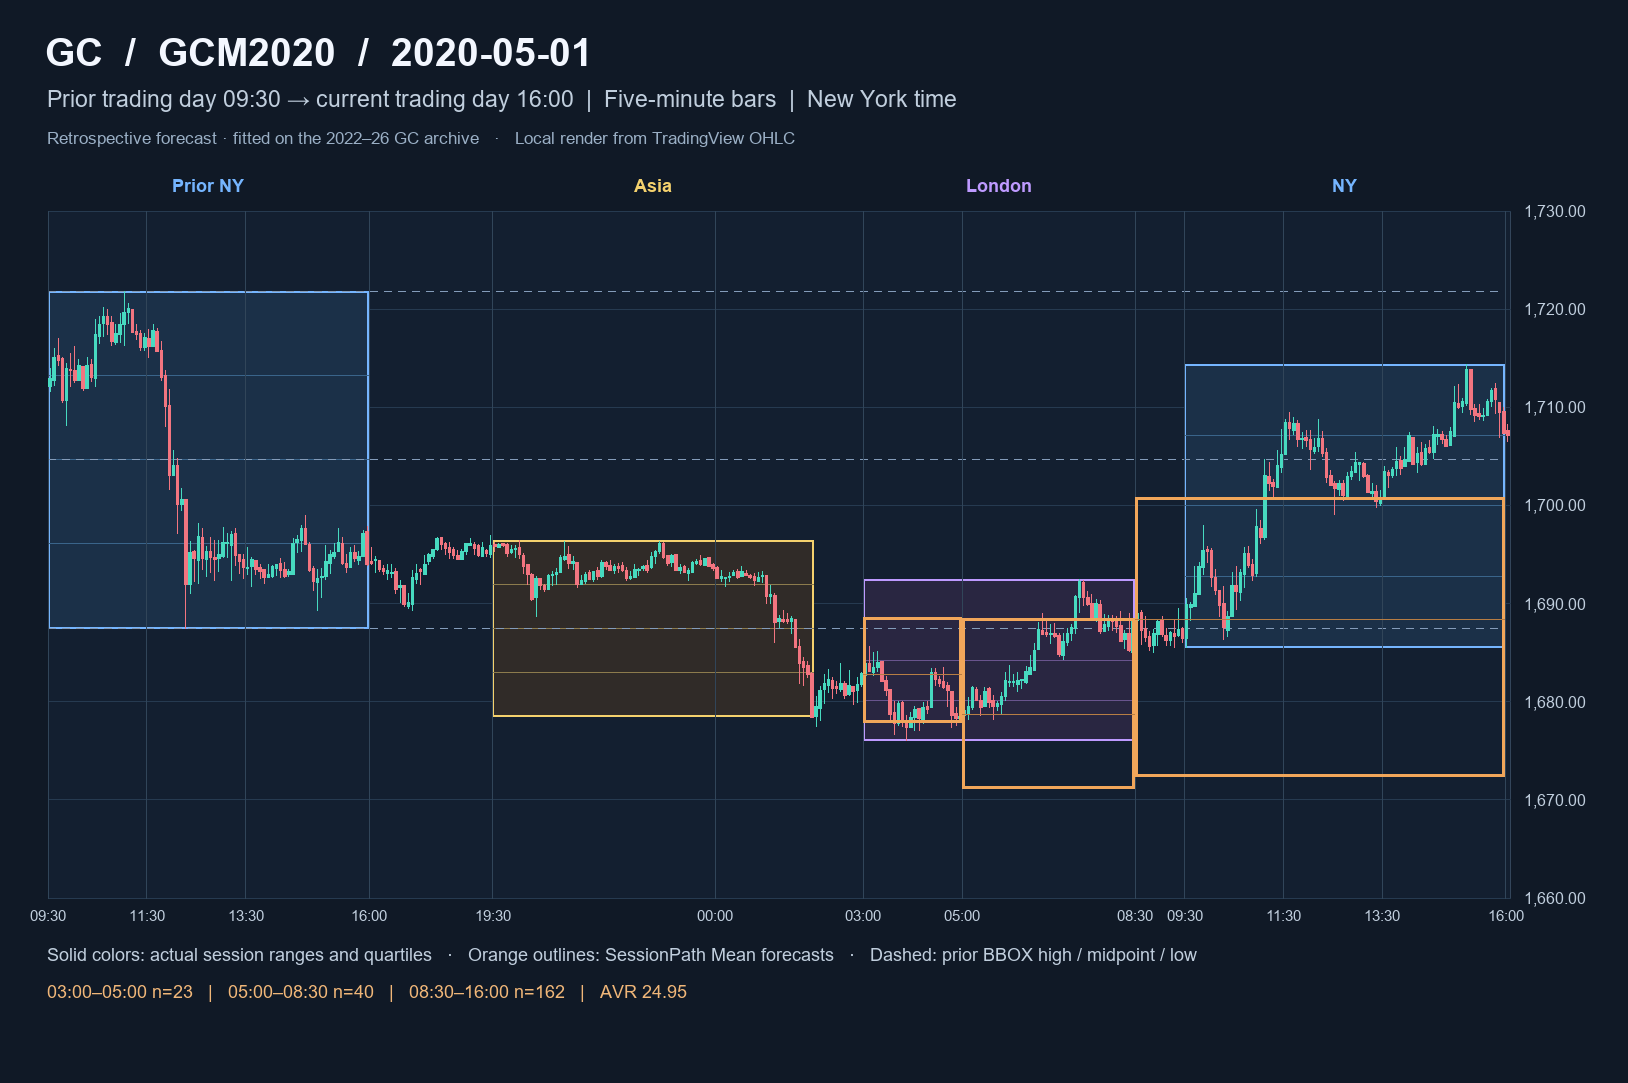 GC / GCM2020 / 2020-05-01
Prior trading day 09:30 → current trading day 16:00 | Five-minute bars | New York time
Retrospective forecast · fitted on the 2022–26 GC archive · Local render from TradingView OHLC
Prior NY Asia London NY
1,730.00
1,720.00
1,710.00
1,700.00
1,690.00
1,680.00
1,670.00
1,660.00
09:30 11:30 13:30 16:00 19:30 00:00 03:00 05:00 08:30 09:30 11:30 13:30 16:00
Solid colors: actual session ranges and quartiles · Orange outlines: SessionPath Mean forecasts · Dashed: prior BBOX high / midpoint / low
03:00–05:00 n=23 | 05:00–08:30 n=40 | 08:30–16:00 n=162 | AVR 24.95